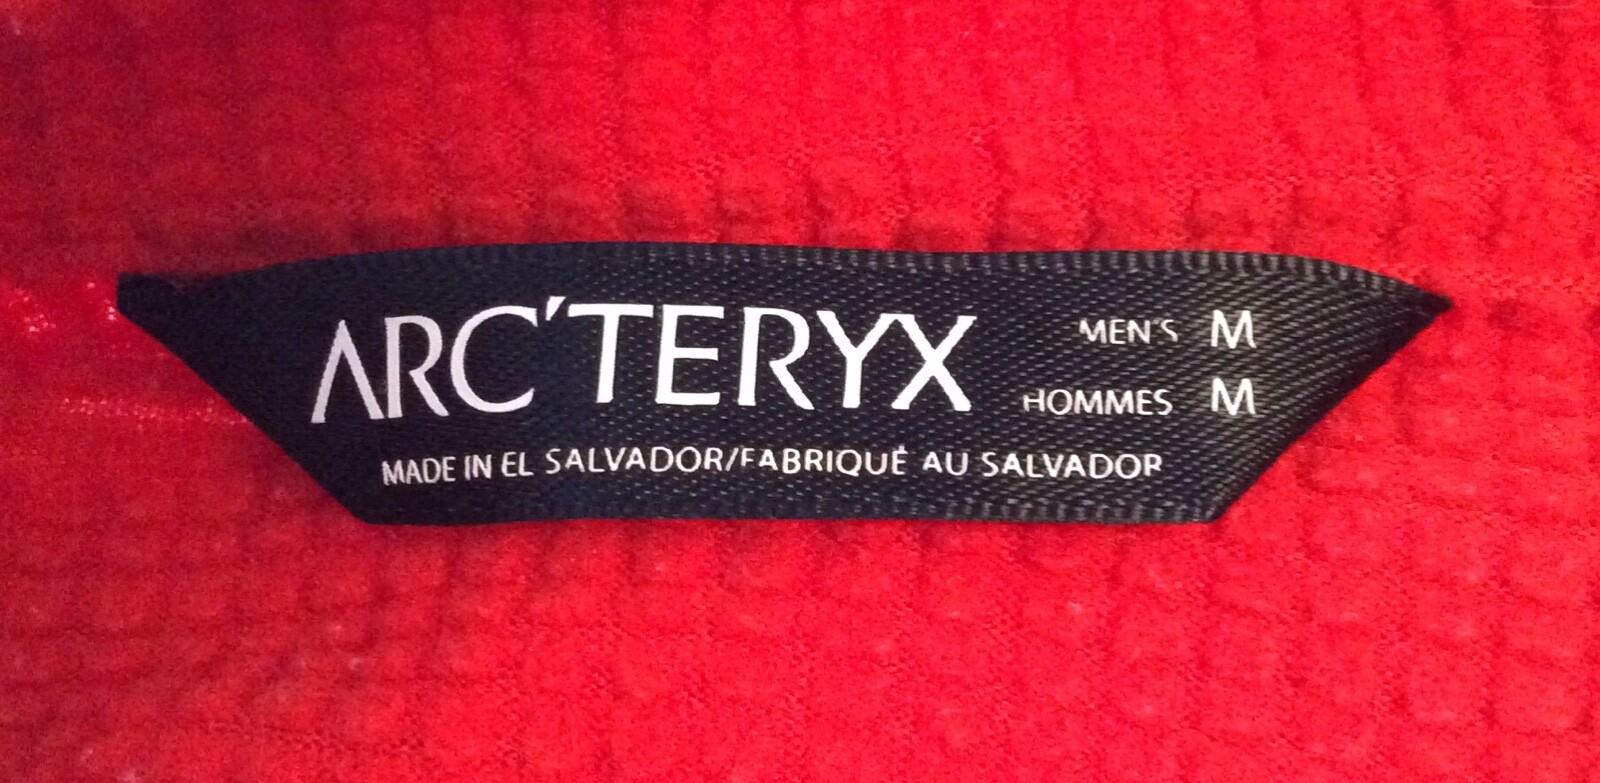 ARC'TERYX
MEN'S M
HOMMES M
MADE IN EL SALVADOR/FABRIQUÉ AU SALVADOR